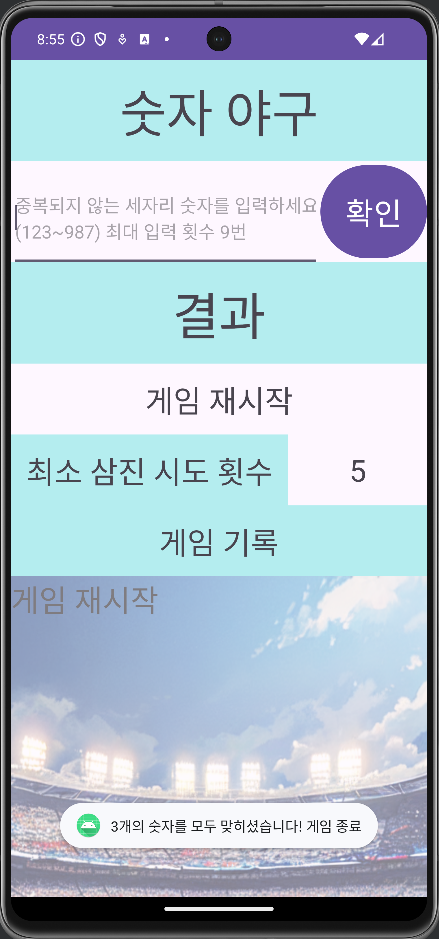 8:55
숫자 야구
중복되지 않는 세자리 숫자를 입력하세요
(123~987) 최대 입력 횟수 9번
확인
결과
게임 재시작
최소 삼진 시도 횟수
5
게임 기록
게임 재시작
3개의 숫자를 모두 맞히셨습니다! 게임 종료